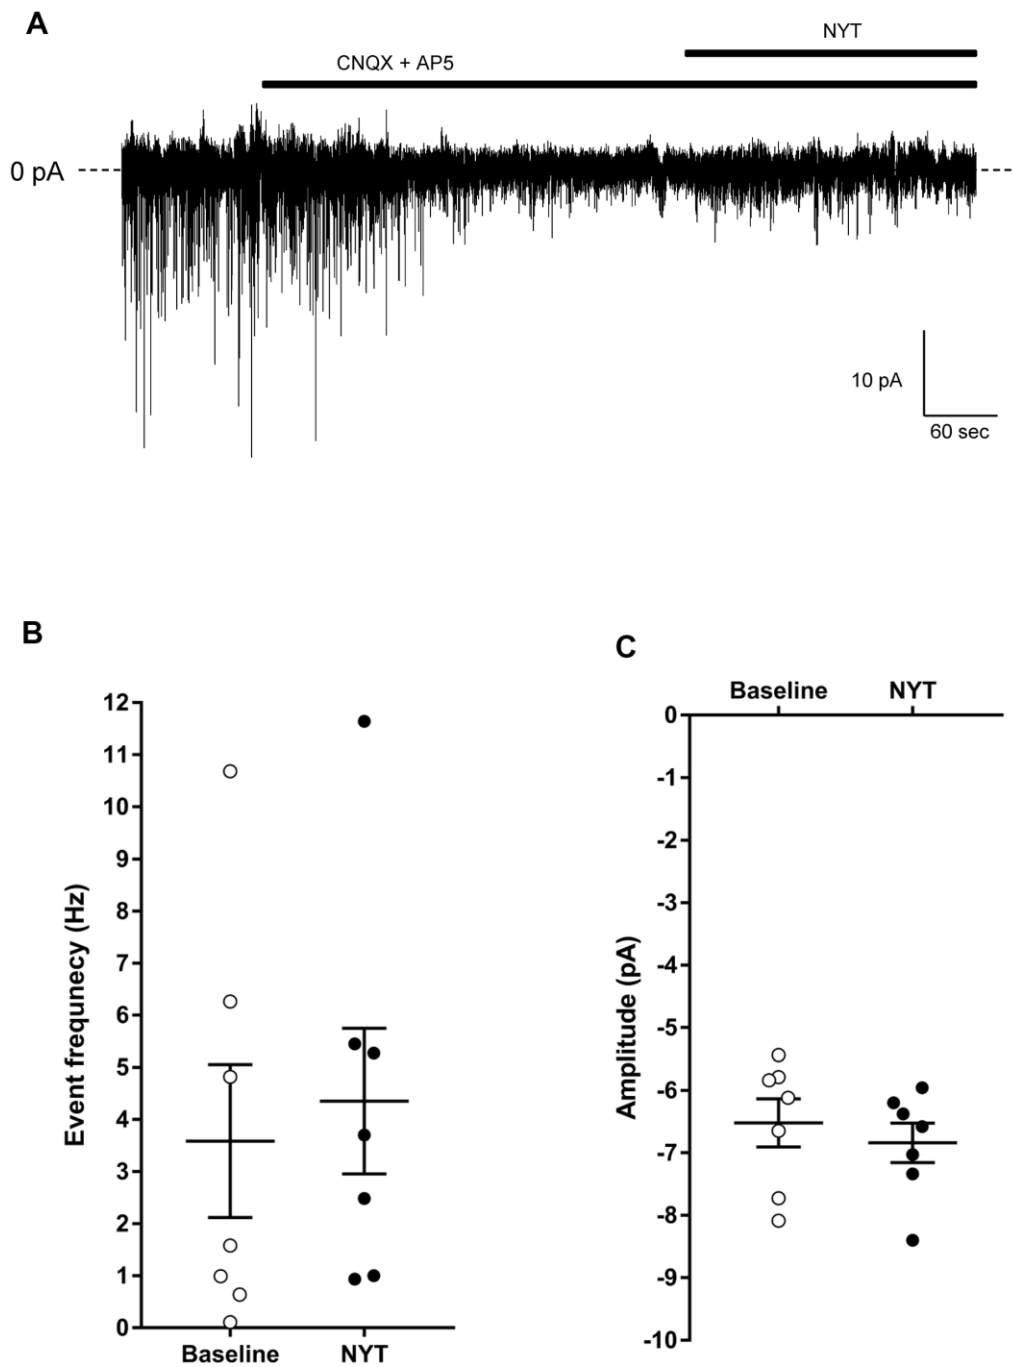 A
NYT
CNQX + AP5
0 pA
10 pA
60 sec
B
C
Baseline NYT
12
11
10
9
8
7
6
5
4
3
2
1
0
Event frequnecy (Hz)
Baseline NYT
0
-1
-2
-3
-4
-5
-6
-7
-8
-9
-10
Amplitude (pA)